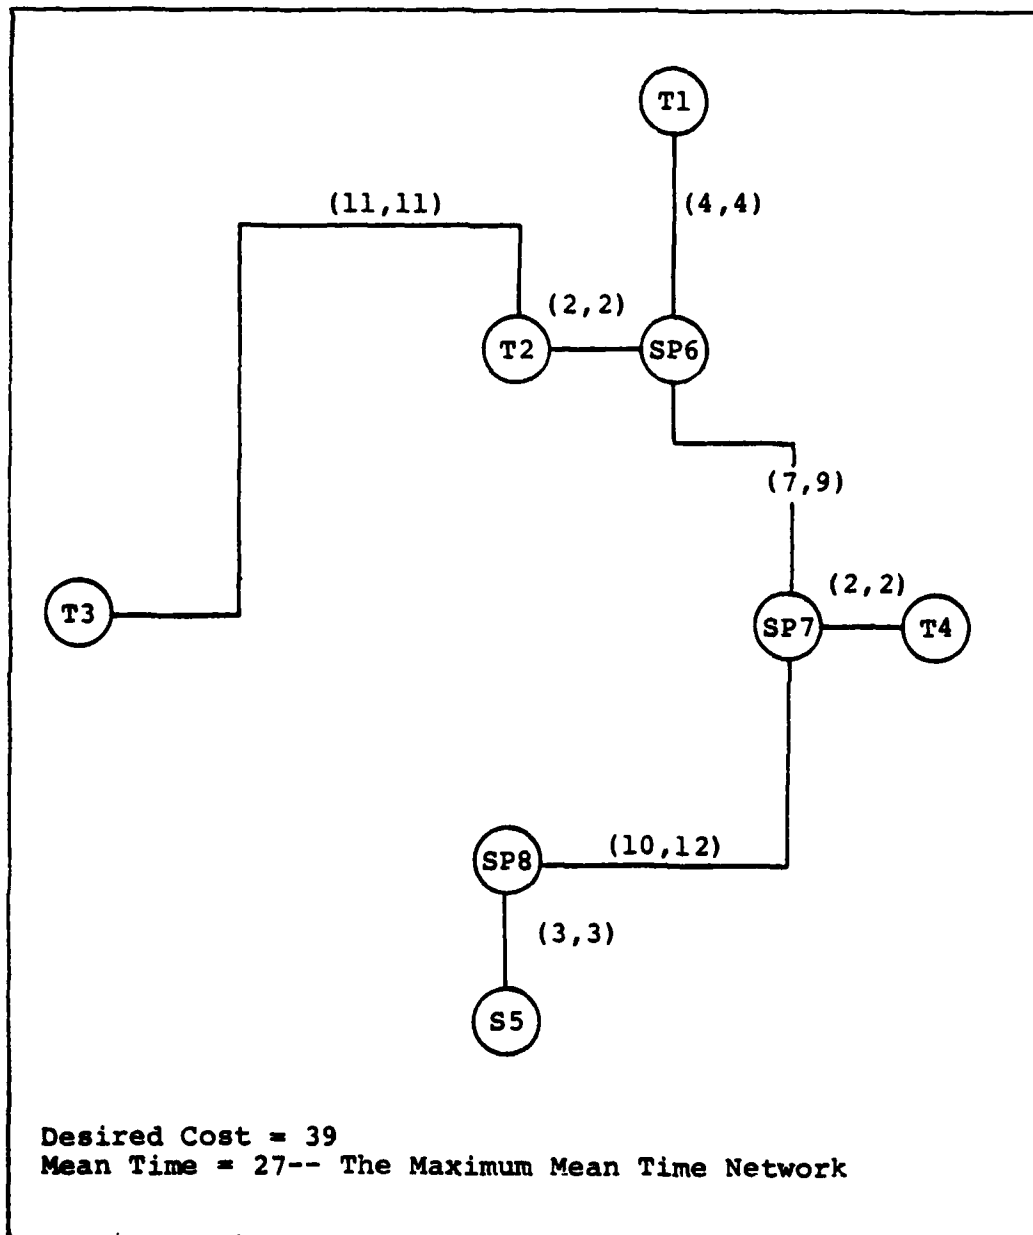 T1
(11,11)
(4,4)
(2,2)
T2
SP6
(7,9)
(2,2)
T3
SP7
T4
(10,12)
SP8
(3,3)
S5
Desired Cost = 39
Mean Time = 27-- The Maximum Mean Time Network